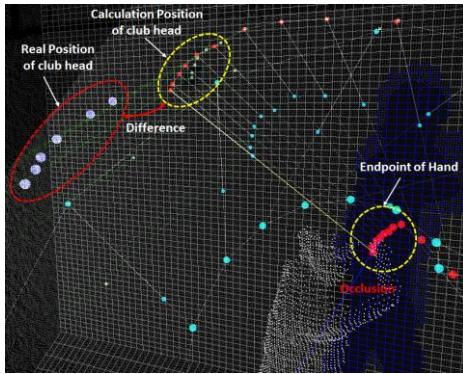 Calculation Position
of club head
Real Position
of club head
Difference
Endpoint of Hand
Occlusion